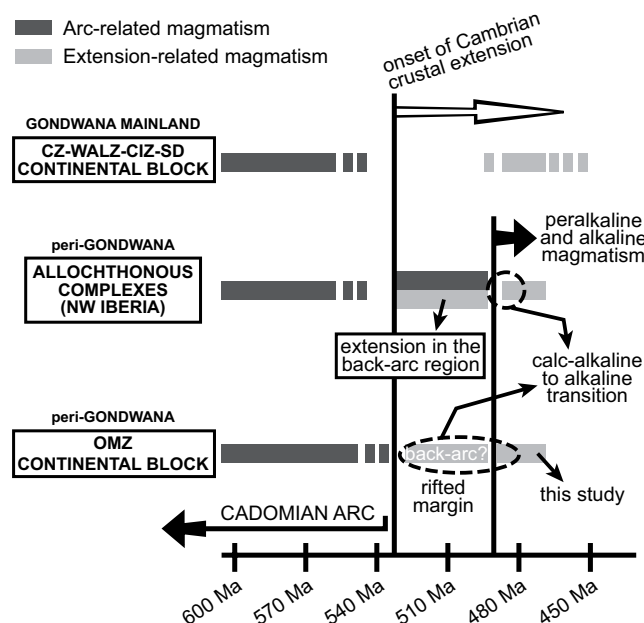 Arc-related magmatism
Extension-related magmatism
onset of Cambrian
crustal extension
GONDWANA MAINLAND
CZ-WALZ-CIZ-SD
CONTINENTAL BLOCK
peri-GONDWANA
ALLOCHTHONOUS
COMPLEXES
(NW IBERIA)
peralkaline
and alkaline
magmatism
extension in the
back-arc region
calc-alkaline
to alkaline
transition
peri-GONDWANA
OMZ
CONTINENTAL BLOCK
back-arc?
rifted
margin
this study
CADOMIAN ARC
600 Ma
570 Ma
540 Ma
510 Ma
480 Ma
450 Ma